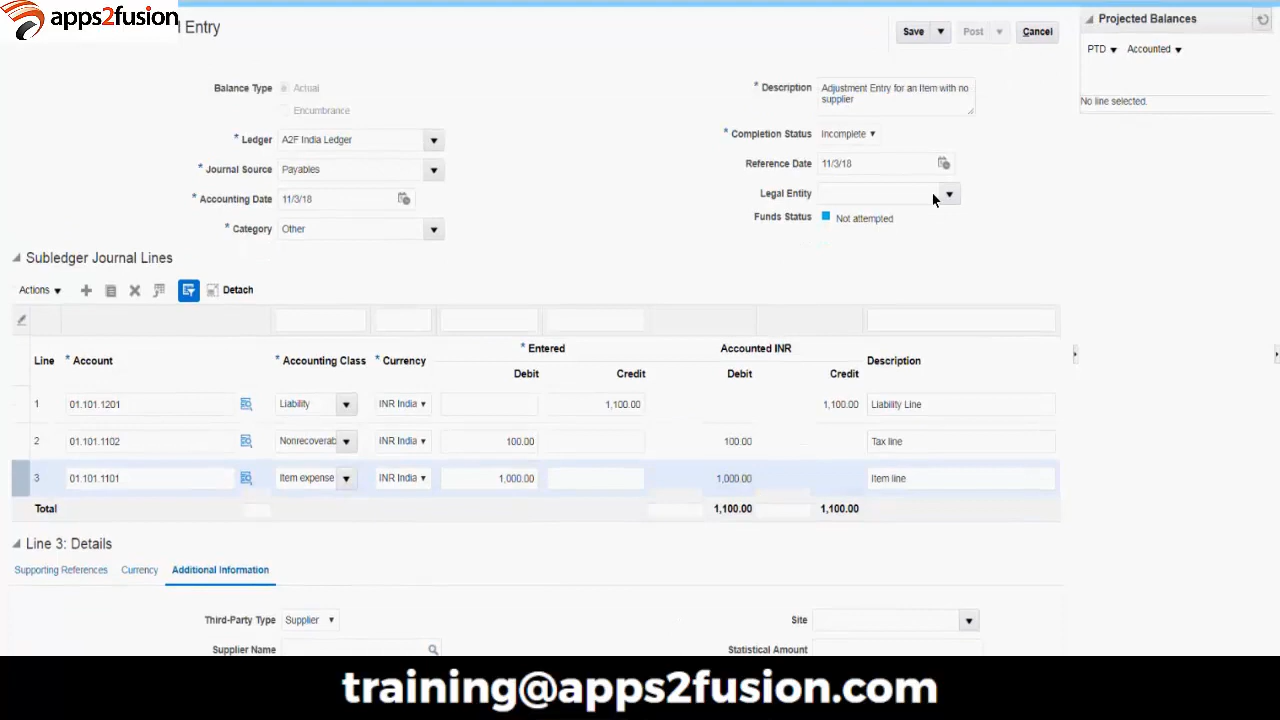 apps2fusion
l Entry
Save
Post
Cancel
Projected Balances
PTD
Accounted
No line selected.
Balance Type
Actual
Encumbrance
* Ledger
A2F India Ledger
* Journal Source
Payables
* Accounting Date
11/3/18
* Category
Other
* Description
Adjustment Entry for an Item with no
supplier
* Completion Status
Incomplete
Reference Date
11/3/18
Legal Entity
Funds Status
Not attempted
Subledger Journal Lines
Actions
Detach
Line
* Account
* Accounting Class
* Currency
* Entered
Debit
Credit
Accounted INR
Debit
Credit
Description
1 01.101.1201 Liability INR India 1,100.00 1,100.00 Liability Line
2 01.101.1102 Nonrecoverab INR India 100.00 100.00 Tax line
3 01.101.1101 Item expense INR India 1,000.00 1,000.00 Item line
Total 1,100.00 1,100.00
Line 3: Details
Supporting References
Currency
Additional Information
Third-Party Type
Supplier
Site
Supplier Name
Statistical Amount
training@apps2fusion.com